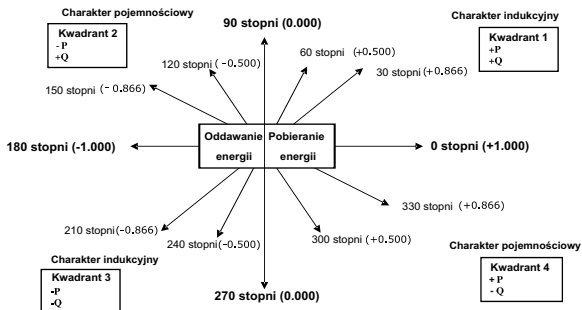 Charakter pojemnościowy
Charakter indukcyjny
90 stopni (0.000)
Kwadrant 2
- P
+Q
Kwadrant 1
+P
+Q
120 stopni (-0.500)
60 stopni (+0.500)
150 stopni (- 0.866)
30 stopni (+0.866)
180 stopni (-1.000)
Oddawanie energii
Pobieranie energii
0 stopni (+1.000)
210 stopni(-0.866)
240 stopni(-0.500)
300 stopni (+0.500)
330 stopni (+0.866)
Charakter indukcyjny
Kwadrant 3
-P
-Q
Charakter pojemnościowy
Kwadrant 4
+ P
- Q
270 stopni (0.000)